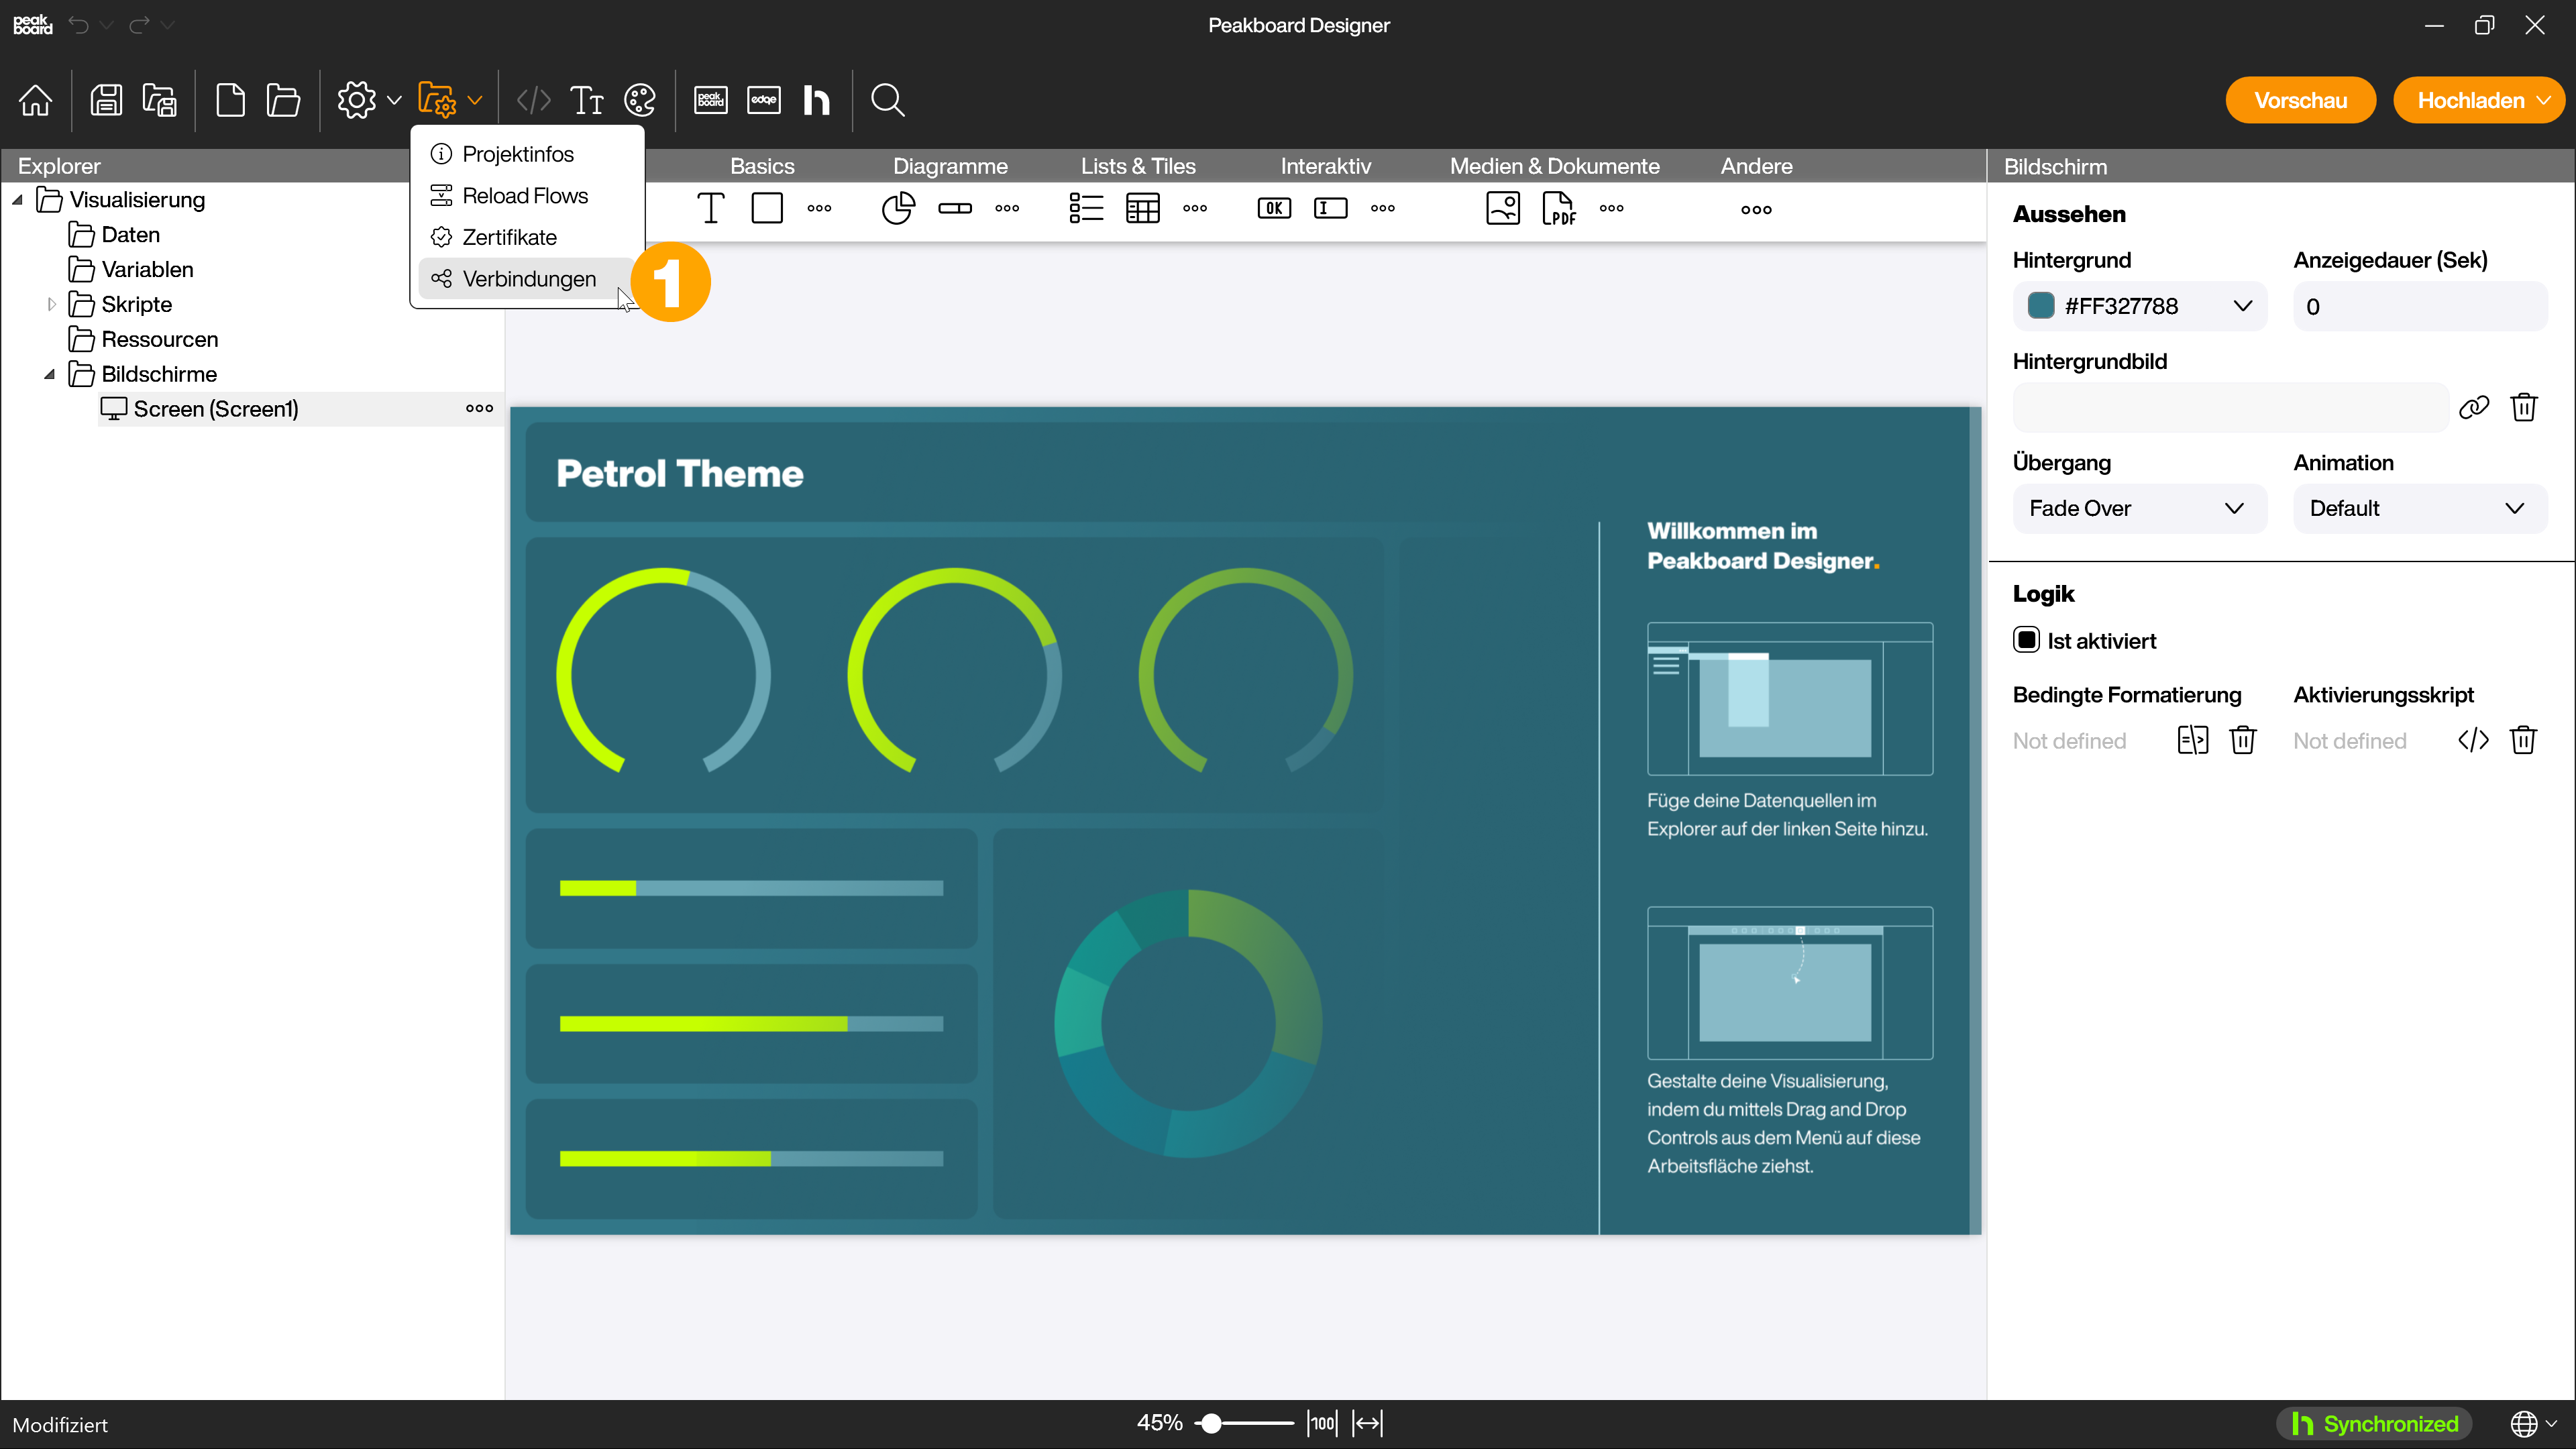 peak
board
Peakboard Designer
peak
board
edge
Vorschau
Hochladen
Projektinfos
Reload Flows
Zertifikate
Verbindungen
1
Explorer
Basics
Diagramme
Lists & Tiles
Interaktiv
Medien & Dokumente
Andere
Bildschirm
OK
PDF
Visualisierung
Daten
Variablen
Skripte
Ressourcen
Bildschirme
Screen (Screen1)
Petrol Theme
Willkommen im
Peakboard Designer.
Füge deine Datenquellen im
Explorer auf der linken Seite hinzu.
Gestalte deine Visualisierung,
indem du mittels Drag and Drop
Controls aus dem Menü auf diese
Arbeitsfläche ziehst.
Aussehen
Hintergrund
Anzeigedauer (Sek)
#FF327788
0
Hintergrundbild
Übergang
Animation
Fade Over
Default
Logik
Ist aktiviert
Bedingte Formatierung
Aktivierungsskript
Not defined
Not defined
Modifiziert
45%
100
Synchronized